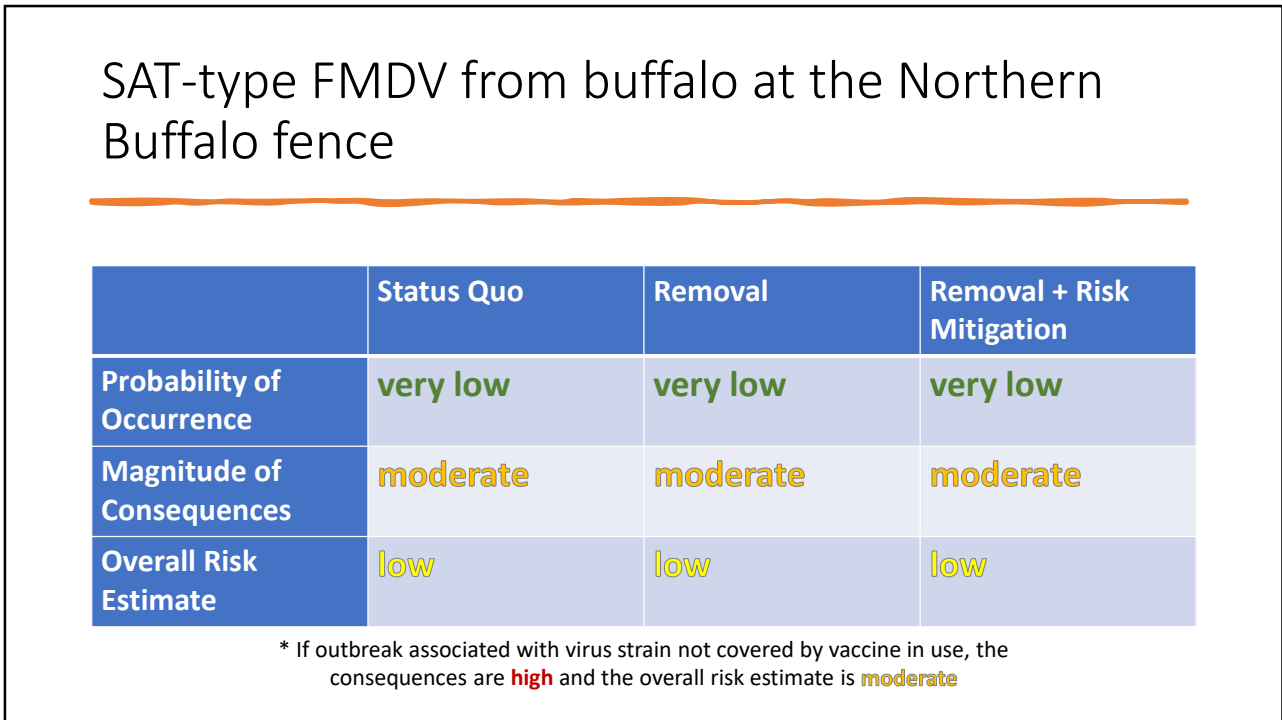 SAT-type FMDV from buffalo at the Northern
Buffalo fence
Status Quo
Removal
Removal + Risk
Mitigation
Probability of
Occurrence
very low
very low
very low
Magnitude of
Consequences
moderate
moderate
moderate
Overall Risk
Estimate
low
low
low
* If outbreak associated with virus strain not covered by vaccine in use, the
consequences are high and the overall risk estimate is moderate